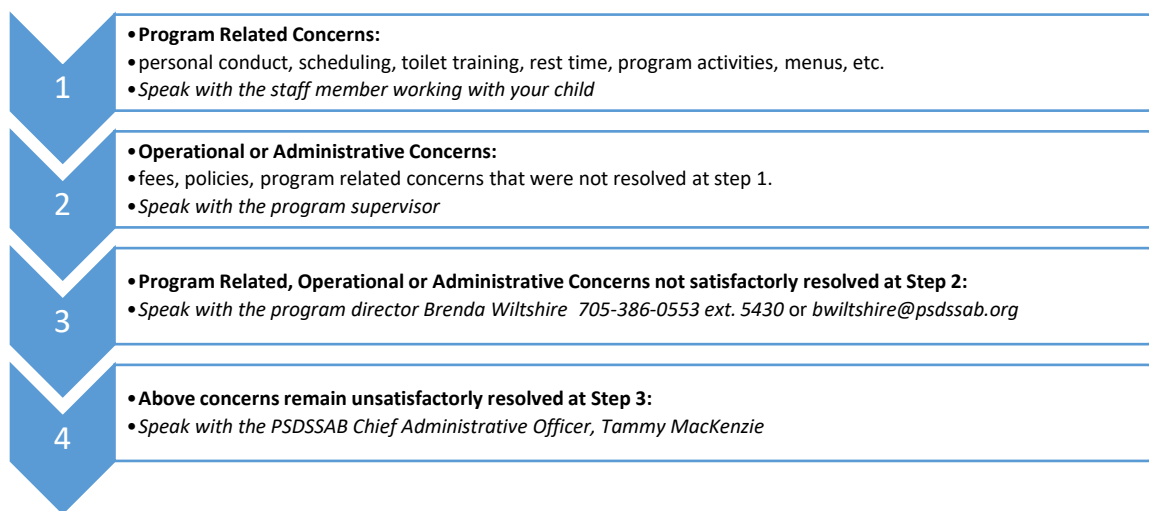 1
•Program Related Concerns:
•personal conduct, scheduling, toilet training, rest time, program activities, menus, etc.
•Speak with the staff member working with your child
2
•Operational or Administrative Concerns:
•fees, policies, program related concerns that were not resolved at step 1.
•Speak with the program supervisor
3
•Program Related, Operational or Administrative Concerns not satisfactorily resolved at Step 2:
•Speak with the program director Brenda Wiltshire  705-386-0553 ext. 5430 or bwiltshire@psdssab.org
4
•Above concerns remain unsatisfactorily resolved at Step 3:
•Speak with the PSDSSAB Chief Administrative Officer, Tammy MacKenzie